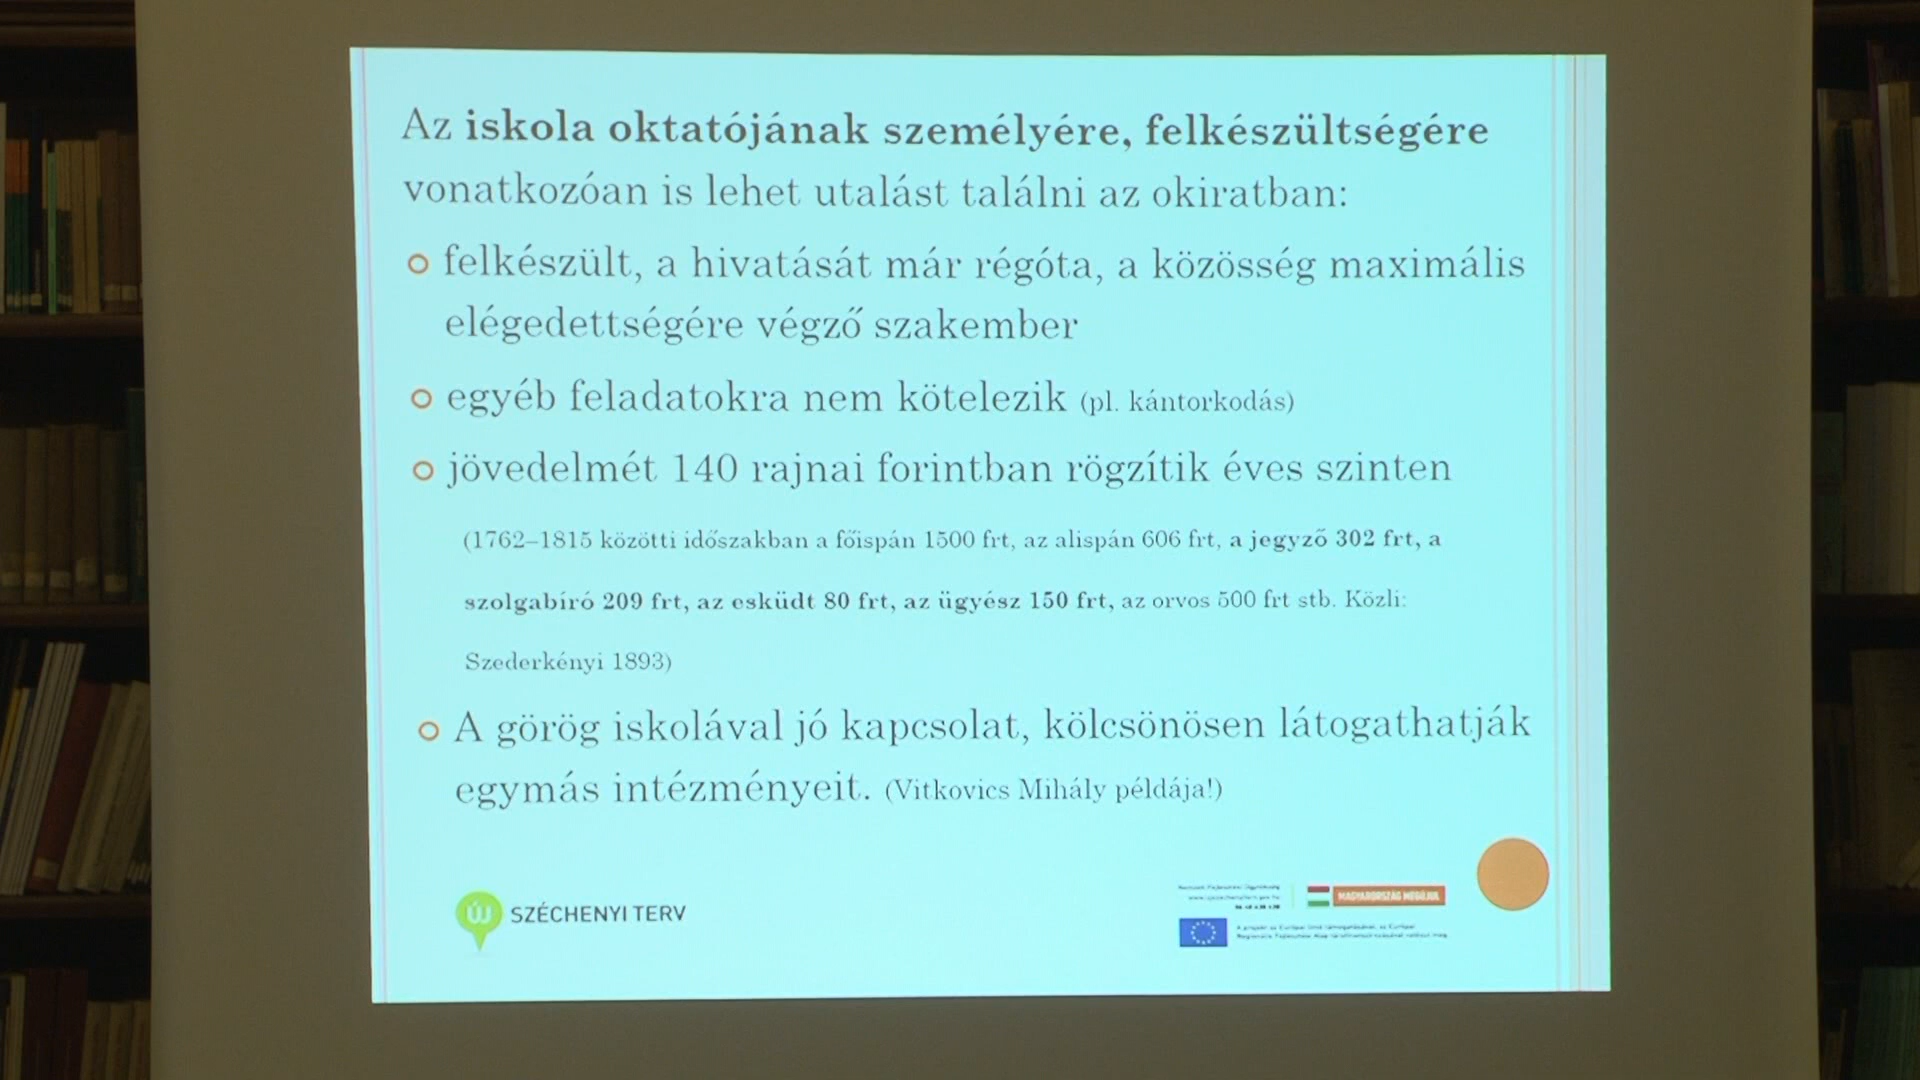 Az iskola oktatójának személyére, felkészültségére
vonatkozóan is lehet utalást találni az okiratban:
felkészült, a hivatását már régóta, a közösség maximális
elégedettségére végző szakember
egyéb feladatokra nem kötelezik (pl. kántorkodás)
jövedelmét 140 rajnai forintban rögzítik éves szinten
(1762–1815 közötti időszakban a főispán 1500 frt, az alispán 606 frt, a jegyző 302 frt, a
szolgabíró 209 frt, az esküdt 80 frt, az ügyész 150 frt, az orvos 500 frt stb. Közli:
Szederkényi 1893)
A görög iskolával jó kapcsolat, kölcsönösen látogathatják
egymás intézményeit. (Vitkovics Mihály példája!)
ÚJ SZÉCHENYI TERV
MAGYARORSZÁG MEGÚJUL